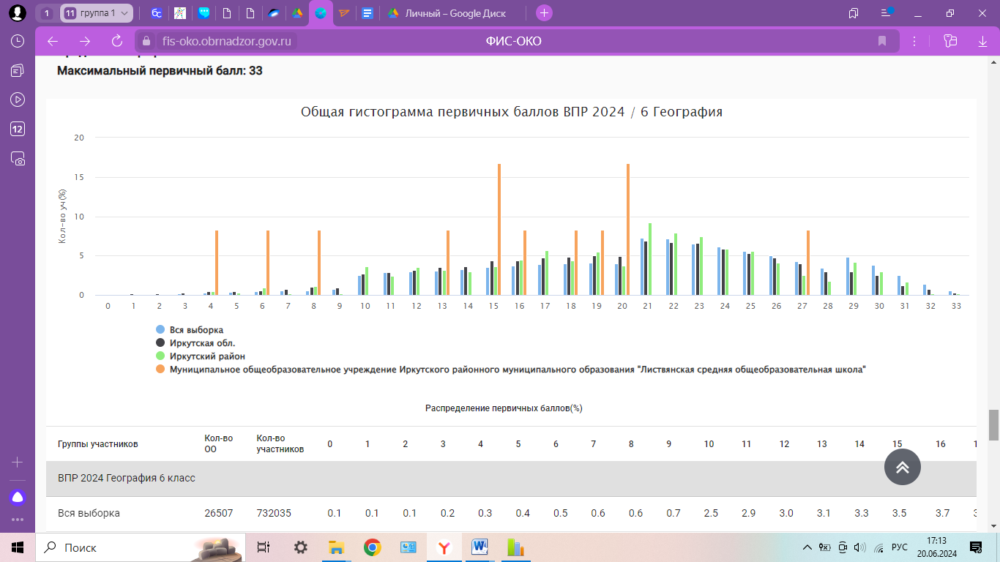 1
11 группа 1
Личный – Google Диск
fis-oko.obrnadzor.gov.ru
ФИС-ОКО
12
Максимальный первичный балл: 33
Общая гистограмма первичных баллов ВПР 2024 / 6 География
Кол-во уч(%)
20
15
10
5
0
0 1 2 3 4 5 6 7 8 9 10 11 12 13 14 15 16 17 18 19 20 21 22 23 24 25 26 27 28 29 30 31 32 33
Вся выборка
Иркутская обл.
Иркутский район
Муниципальное общеобразовательное учреждение Иркутского районного муниципального образования "Листвянская средняя общеобразовательная школа"
Распределение первичных баллов(%)
Группы участников Кол-во ОО Кол-во участников 0 1 2 3 4 5 6 7 8 9 10 11 12 13 14 15 16
ВПР 2024 География 6 класс
Вся выборка 26507 732035 0.1 0.1 0.1 0.2 0.3 0.4 0.5 0.6 0.6 0.7 2.5 2.9 3.0 3.1 3.3 3.5 3.7
Поиск
РУС
17:13
20.06.2024